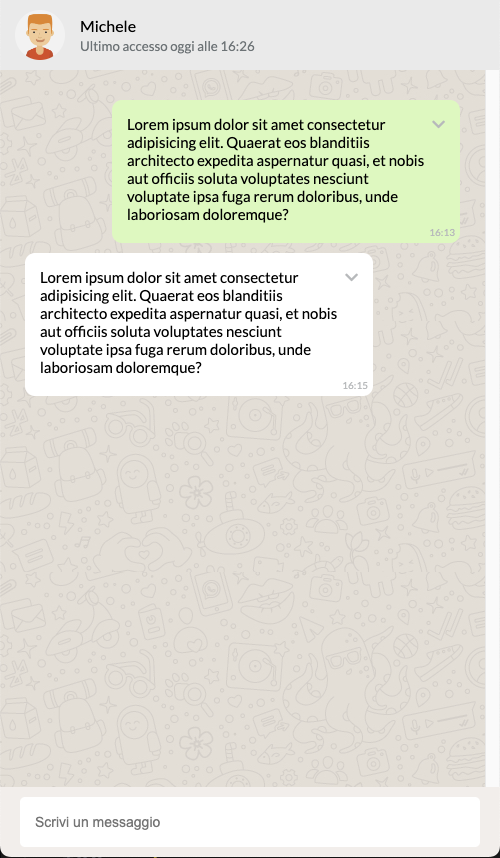 Michele
Ultimo accesso oggi alle 16:26
Lorem ipsum dolor sit amet consectetur
adipisicing elit. Quaerat eos blanditiis
architecto expedita aspernatur quasi, et nobis
aut officiis soluta voluptates nesciunt
voluptate ipsa fuga rerum doloribus, unde
laboriosam doloremque?
16:13
Lorem ipsum dolor sit amet consectetur
adipisicing elit. Quaerat eos blanditiis
architecto expedita aspernatur quasi, et nobis
aut officiis soluta voluptates nesciunt
voluptate ipsa fuga rerum doloribus, unde
laboriosam doloremque?
16:15
Scrivi un messaggio